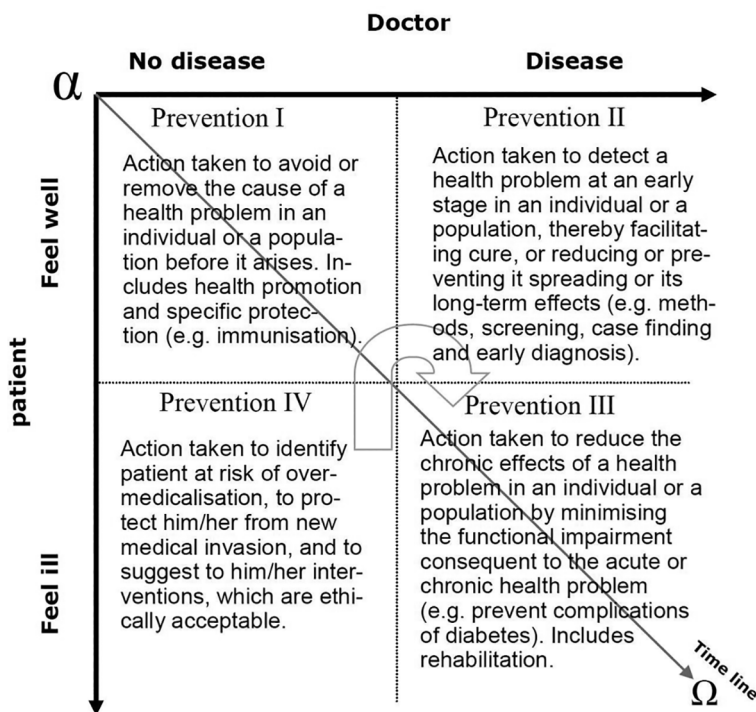 Doctor
No disease
Disease
α
Prevention I
Action taken to avoid or
remove the cause of a
health problem in an
individual or a popula-
tion before it arises. In-
cludes health promotion
and specific protec-
tion (e.g. immunisation).
Prevention II
Action taken to detect a
health problem at an early
stage in an individual or a
population, thereby facilitat-
ing cure, or reducing or pre-
venting it spreading or its
long-term effects (e.g. meth-
ods, screening, case finding
and early diagnosis).
Feel well
patient
Feel ill
Prevention IV
Action taken to identify
patient at risk of over-
medicalisation, to pro-
tect him/her from new
medical invasion, and to
suggest to him/her inter-
ventions, which are ethi-
cally acceptable.
Prevention III
Action taken to reduce the
chronic effects of a health
problem in an individual or a
population by minimising
the functional impairment
consequent to the acute or
chronic health problem
(e.g. prevent complications
of diabetes). Includes
rehabilitation.
Time line
Ω